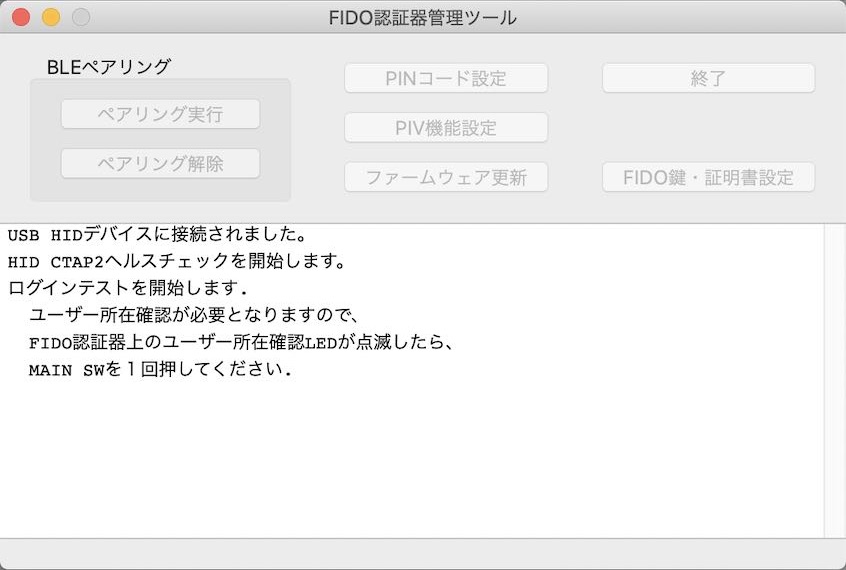 FIDO認証器管理ツール
BLEペアリング
ペアリング実行
ペアリング解除
PINコード設定
PIV機能設定
ファームウェア更新
終了
FIDO鍵・証明書設定
USB HIDデバイスに接続されました。
HID CTAP2ヘルスチェックを開始します。
ログインテストを開始します.
ユーザー所在確認が必要となりますので、
FIDO認証器上のユーザー所在確認LEDが点滅したら、
MAIN SWを１回押してください.